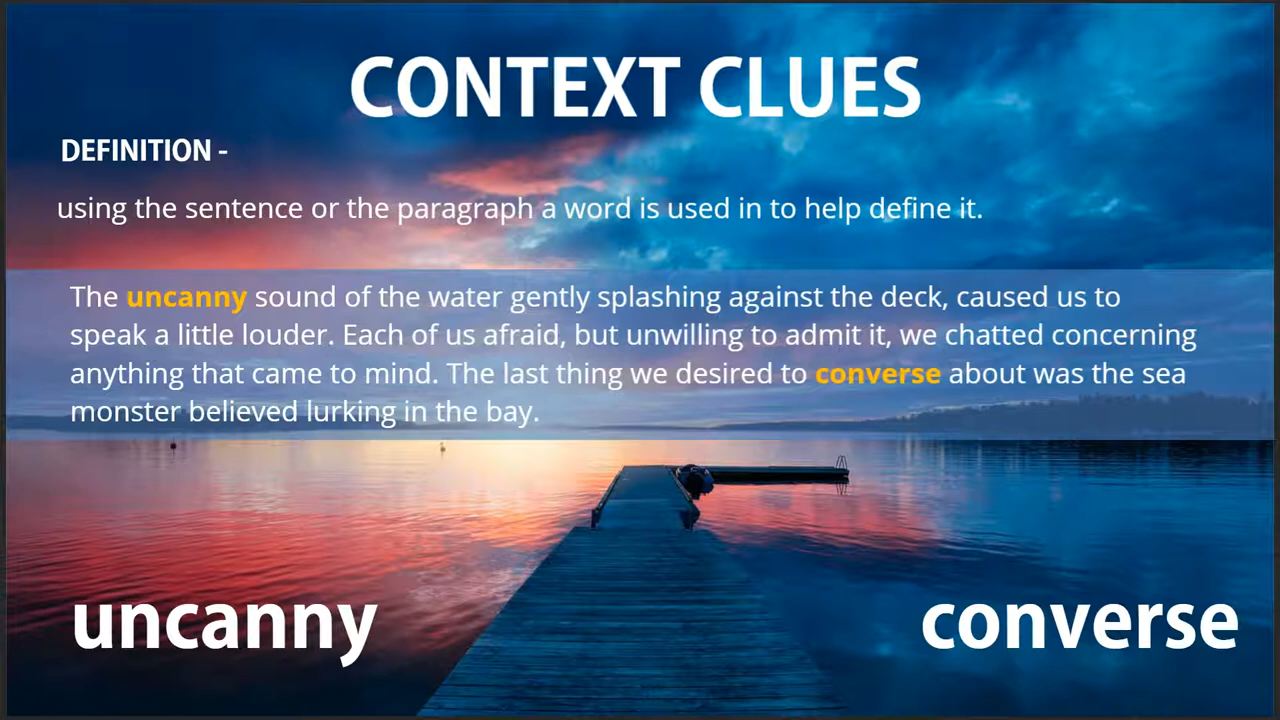 CONTEXT CLUES
DEFINITION -
using the sentence or the paragraph a word is used in to help define it.
The uncanny sound of the water gently splashing against the deck, caused us to
speak a little louder. Each of us afraid, but unwilling to admit it, we chatted concerning
anything that came to mind. The last thing we desired to converse about was the sea
monster believed lurking in the bay.
uncanny
converse